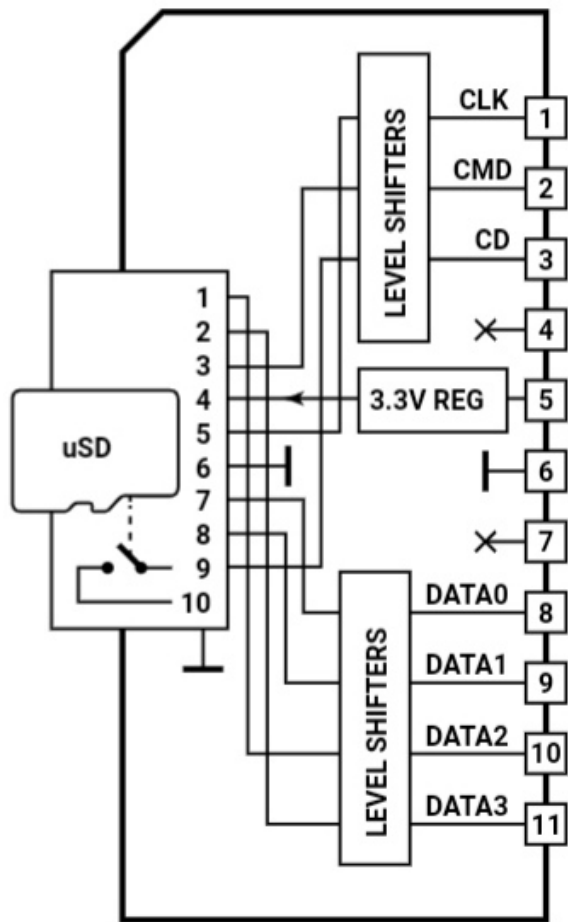 CLK
1
CMD
2
CD
3
LEVEL SHIFTERS
4
3.3V REG
5
6
7
uSD
1
2
3
4
5
6
7
8
9
10
LEVEL SHIFTERS
DATA0
8
DATA1
9
DATA2
10
DATA3
11